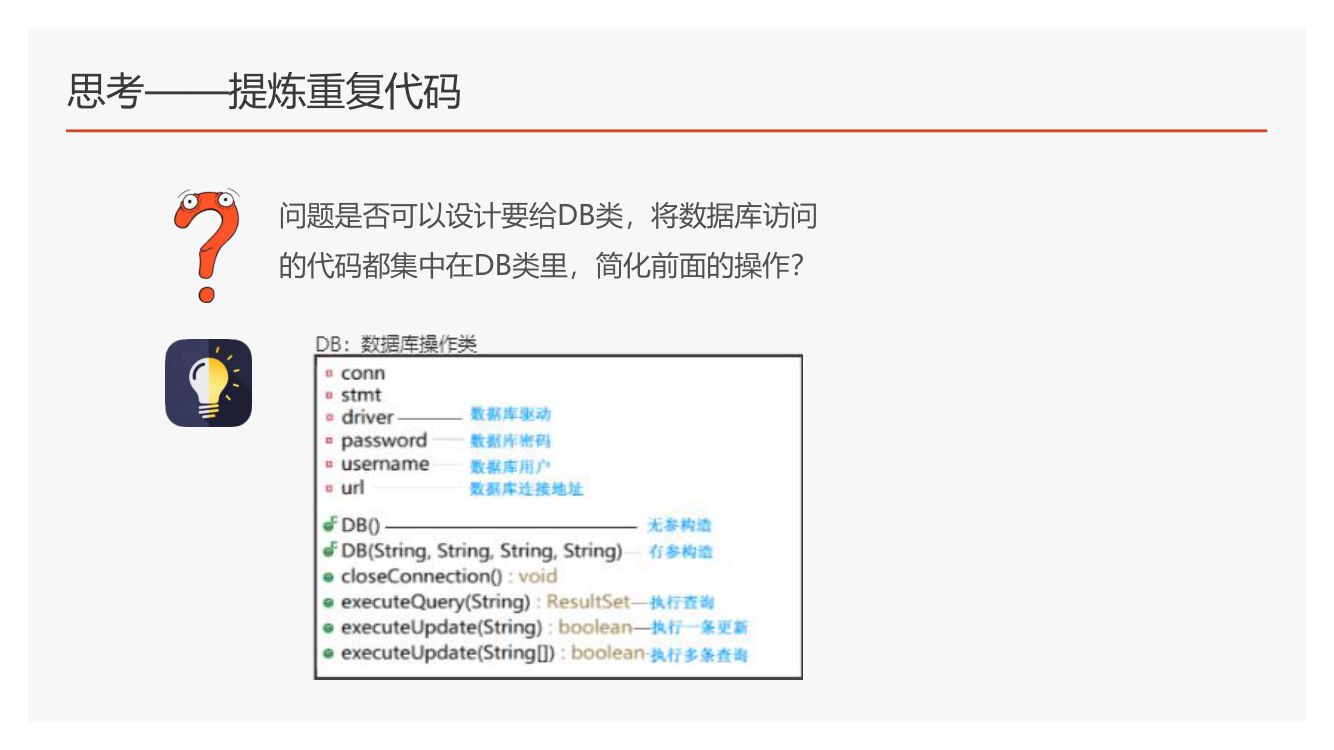 思考——提炼重复代码
问题是否可以设计要给DB类，将数据库访问
的代码都集中在DB类里，简化前面的操作？
DB：数据库操作类
conn
stmt
driver 数据库驱动
password 数据库密码
username 数据库用户
url 数据库连接地址
DB() 无参构造
DB(String, String, String, String) 有参构造
closeConnection() : void
executeQuery(String) : ResultSet 执行查询
executeUpdate(String) : boolean 执行一条更新
executeUpdate(String[]) : boolean 执行多条查询